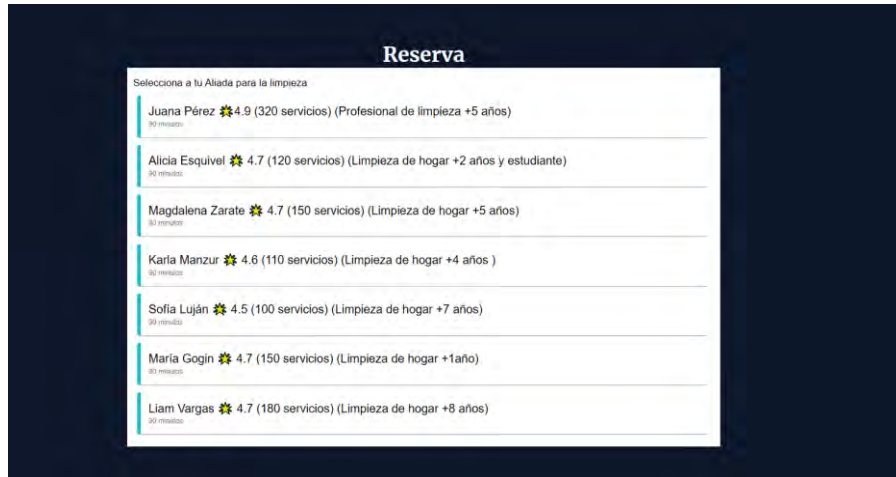 Reserva
Selecciona a tu Aliada para la limpieza
Juana Pérez 4.9 (320 servicios) (Profesional de limpieza +5 años)
90 minutos
Alicia Esquivel 4.7 (120 servicios) (Limpieza de hogar +2 años y estudiante)
90 minutos
Magdalena Zarate 4.7 (150 servicios) (Limpieza de hogar +5 años)
90 minutos
Karla Manzur 4.6 (110 servicios) (Limpieza de hogar +4 años )
90 minutos
Sofía Luján 4.5 (100 servicios) (Limpieza de hogar +7 años)
90 minutos
María Gogin 4.7 (150 servicios) (Limpieza de hogar +1año)
90 minutos
Liam Vargas 4.7 (180 servicios) (Limpieza de hogar +8 años)
90 minutos